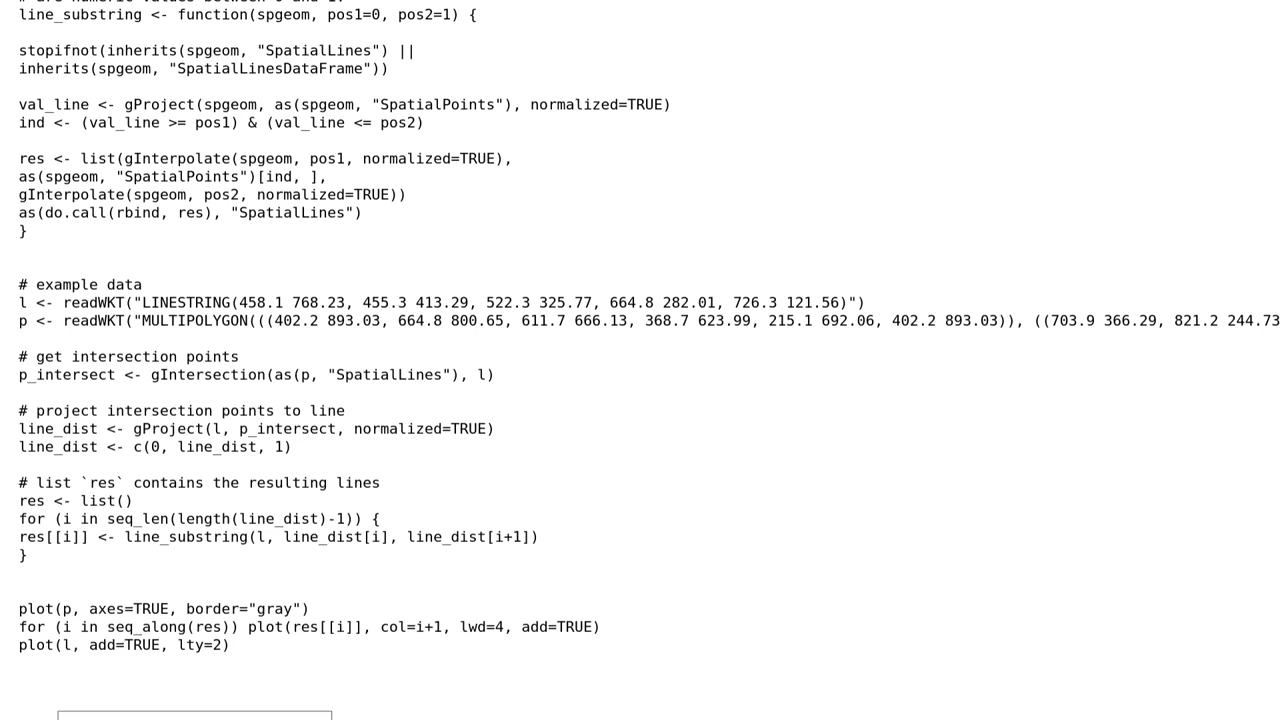 line_substring <- function(spgeom, pos1=0, pos2=1) {
stopifnot(inherits(spgeom, "SpatialLines") ||
inherits(spgeom, "SpatialLinesDataFrame"))
val_line <- gProject(spgeom, as(spgeom, "SpatialPoints"), normalized=TRUE)
ind <- (val_line >= pos1) & (val_line <= pos2)
res <- list(gInterpolate(spgeom, pos1, normalized=TRUE),
as(spgeom, "SpatialPoints")[ind, ],
gInterpolate(spgeom, pos2, normalized=TRUE))
as(do.call(rbind, res), "SpatialLines")
}
# example data
l <- readWKT("LINESTRING(458.1 768.23, 455.3 413.29, 522.3 325.77, 664.8 282.01, 726.3 121.56)")
p <- readWKT("MULTIPOLYGON(((402.2 893.03, 664.8 800.65, 611.7 666.13, 368.7 623.99, 215.1 692.06, 402.2 893.03)), ((703.9 366.29, 821.2 244.73
# get intersection points
p_intersect <- gIntersection(as(p, "SpatialLines"), l)
# project intersection points to line
line_dist <- gProject(l, p_intersect, normalized=TRUE)
line_dist <- c(0, line_dist, 1)
# list `res` contains the resulting lines
res <- list()
for (i in seq_len(length(line_dist)-1)) {
res[[i]] <- line_substring(l, line_dist[i], line_dist[i+1])
}
plot(p, axes=TRUE, border="gray")
for (i in seq_along(res)) plot(res[[i]], col=i+1, lwd=4, add=TRUE)
plot(l, add=TRUE, lty=2)